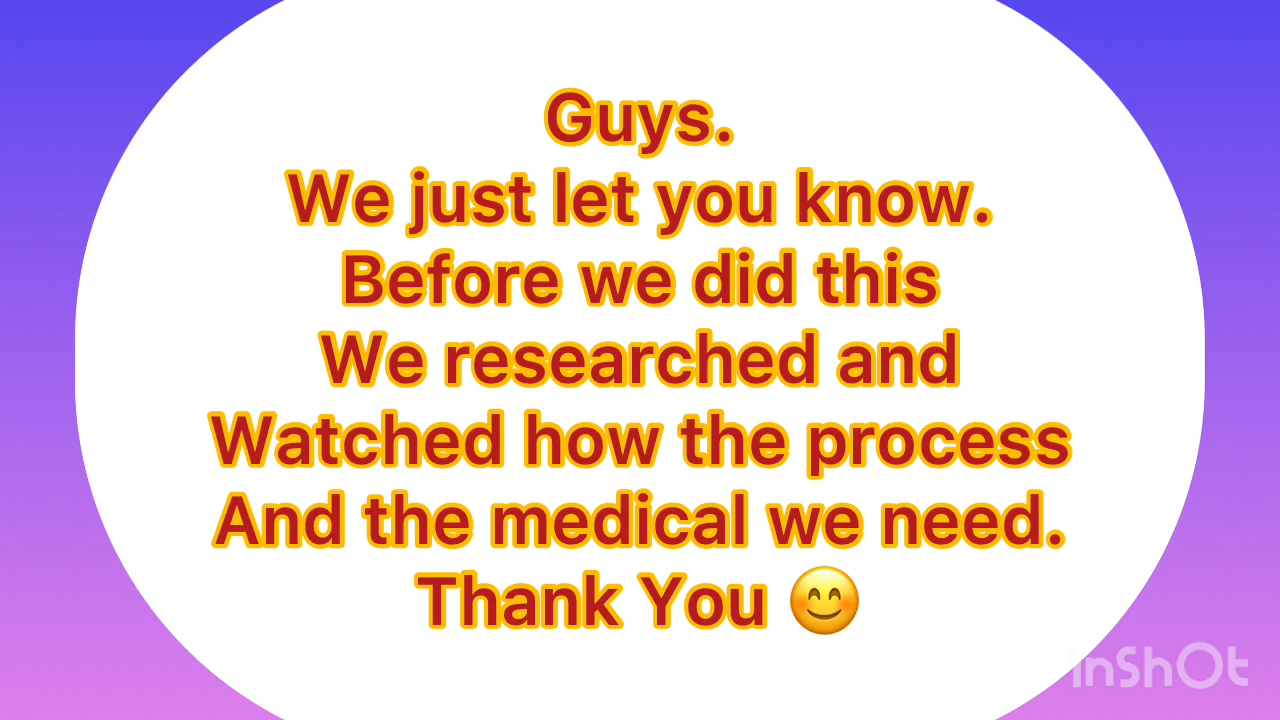 Guys.
We just let you know.
Before we did this
We researched and
Watched how the process
And the medical we need.
Thank You 😊
InShOt